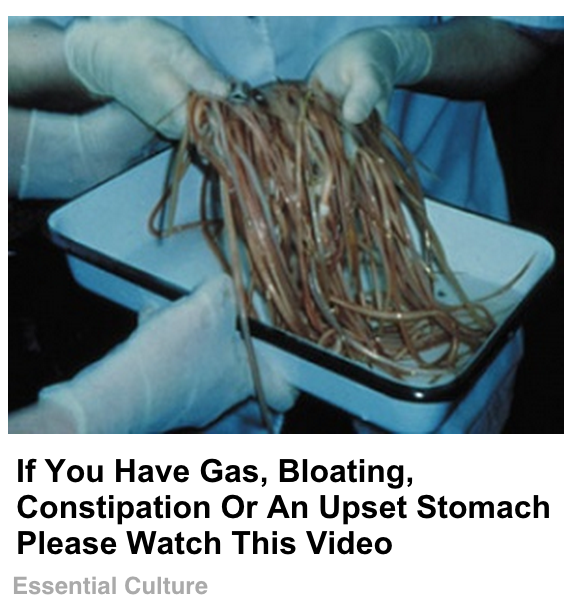 If You Have Gas, Bloating,
Constipation Or An Upset Stomach
Please Watch This Video
Essential Culture